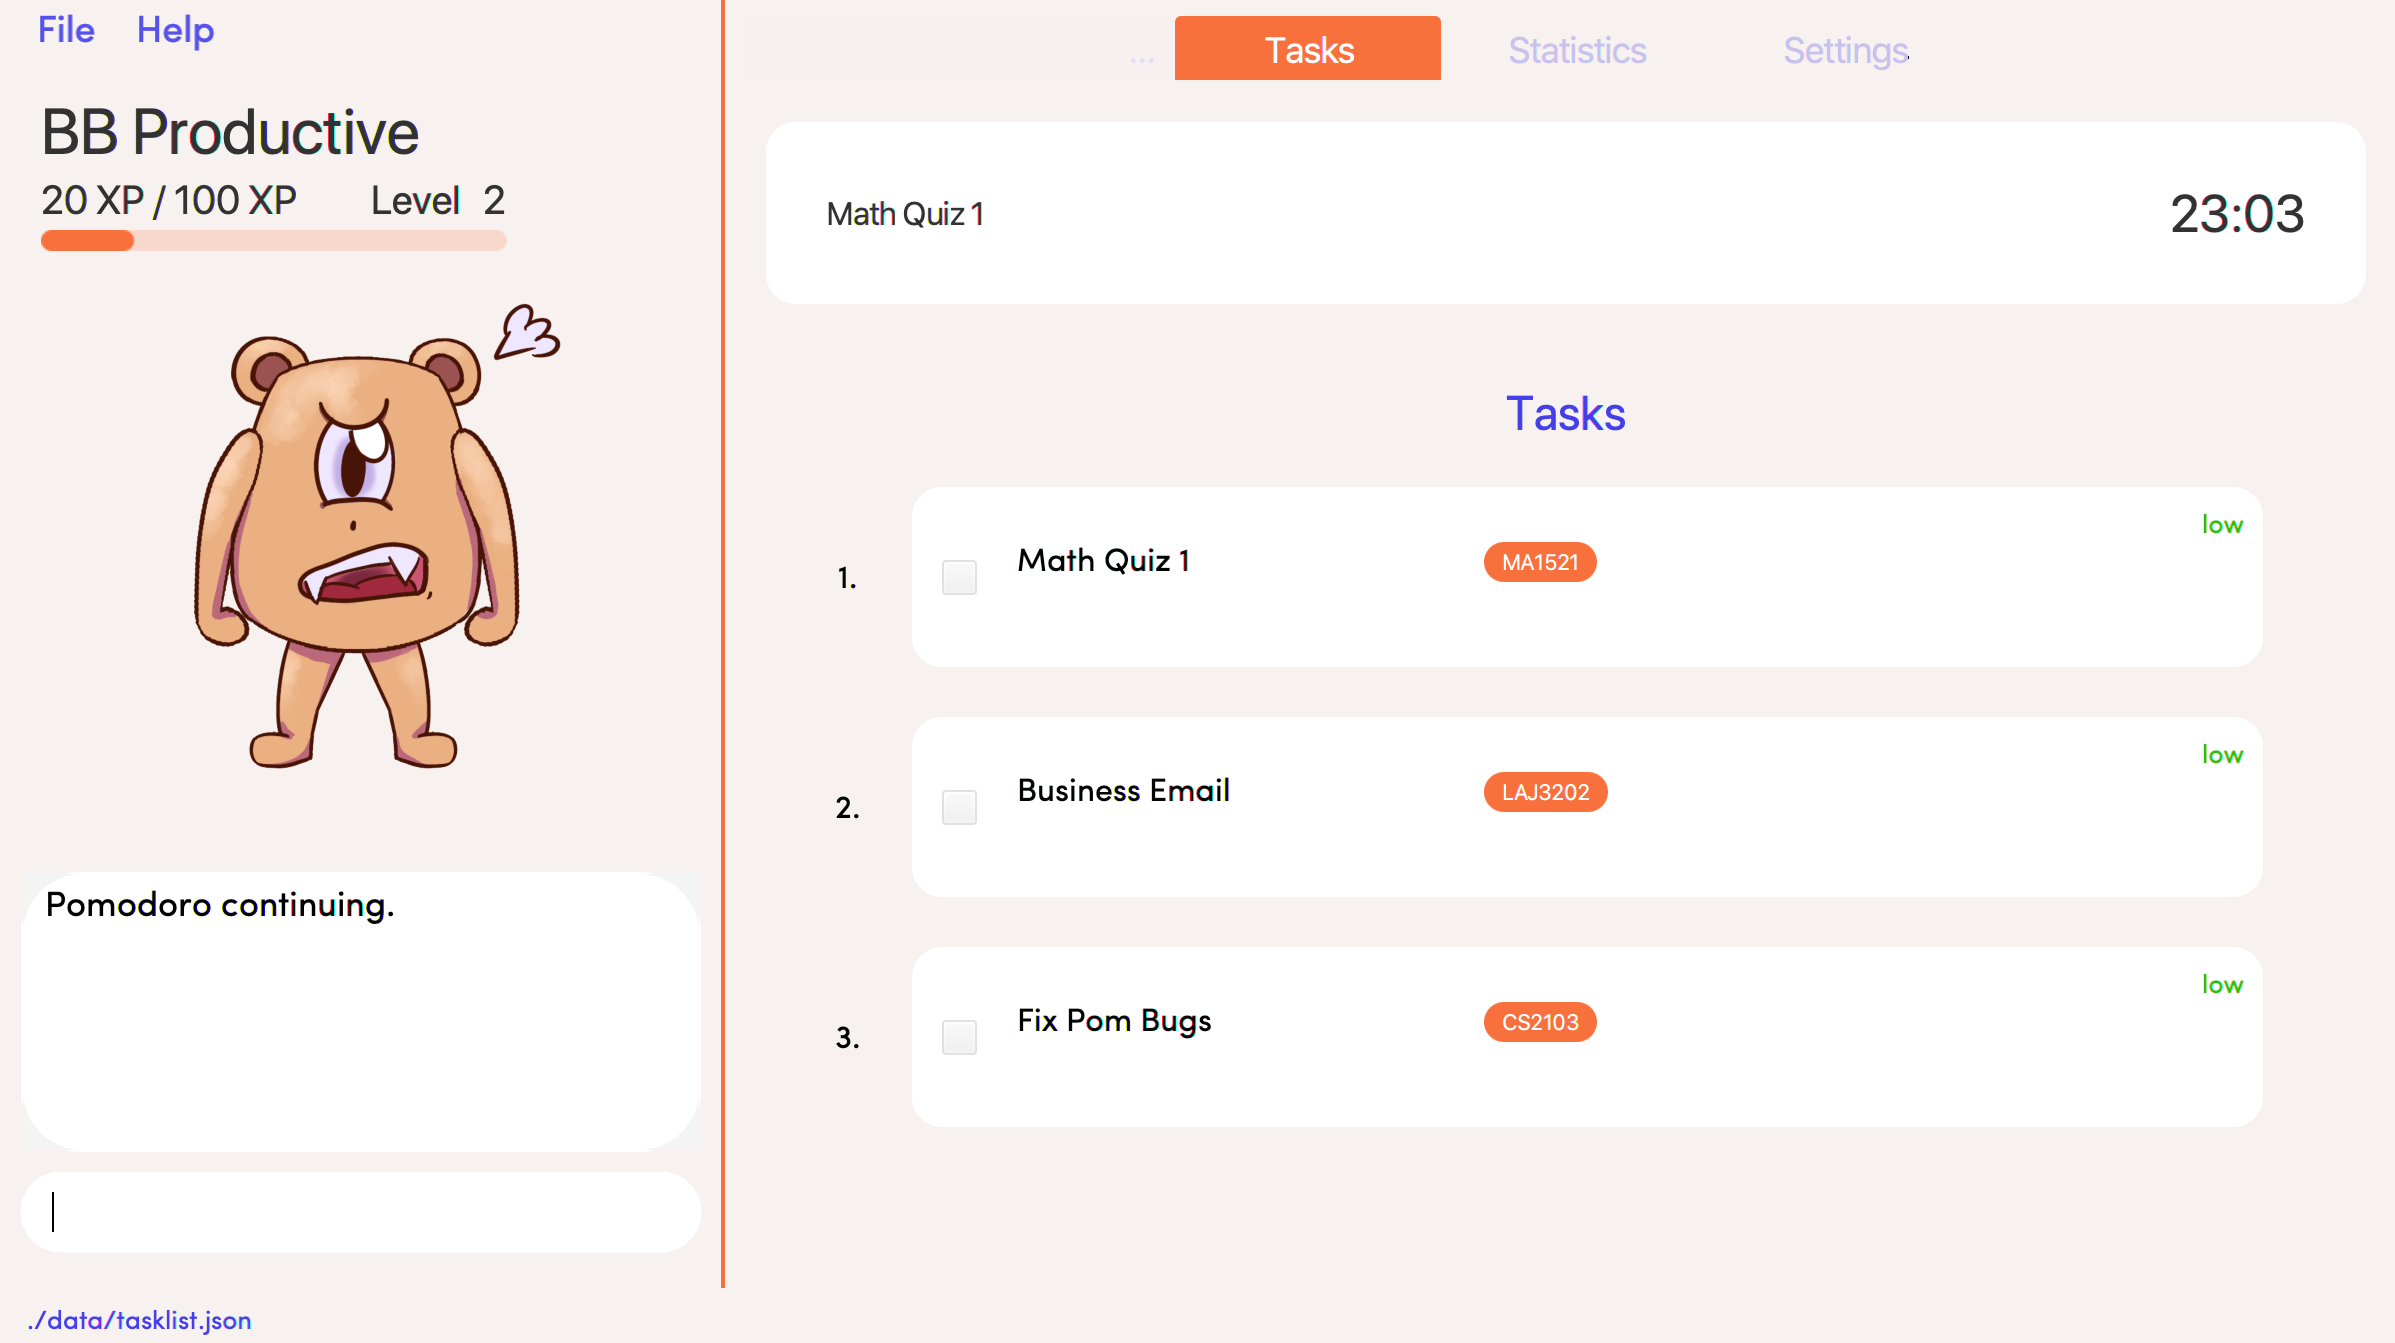 File Help
BB Productive
20 XP / 100 XP Level 2
Pomodoro continuing.
./data/tasklist.json
... Tasks Statistics Settings
Math Quiz 1 23:03
Tasks
1. Math Quiz 1 MA1521 low
2. Business Email LAJ3202 low
3. Fix Pom Bugs CS2103 low